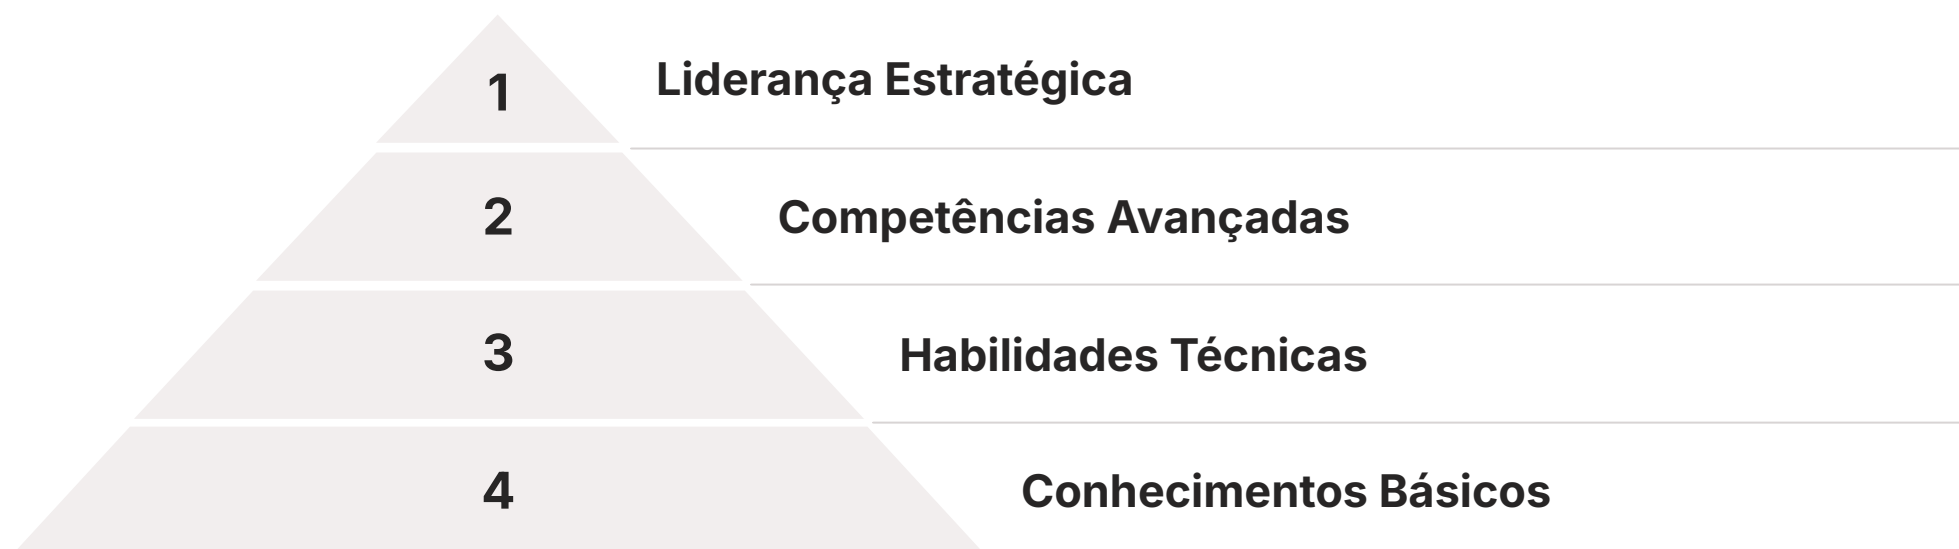 1
Liderança Estratégica
2
Competências Avançadas
3
Habilidades Técnicas
4
Conhecimentos Básicos